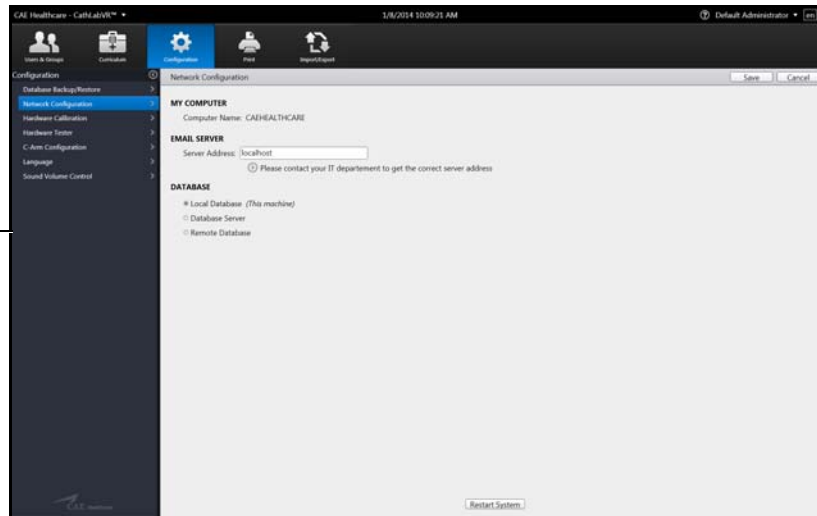 CAE Healthcare - CathLabVR™
1/8/2014 10:09:21 AM
Default Administrator
en
Users & Groups
Curriculum
Configuration
Print
Import/Export
Configuration
Database Backup/Restore
Network Configuration
Hardware Calibration
Hardware Tester
C-Arm Configuration
Language
Sound Volume Control
Network Configuration
Save
Cancel
MY COMPUTER
Computer Name: CAEHEALTHCARE
EMAIL SERVER
Server Address: localhost
Please contact your IT departement to get the correct server address
DATABASE
Local Database (This machine)
Database Server
Remote Database
CAE Healthcare
Restart System